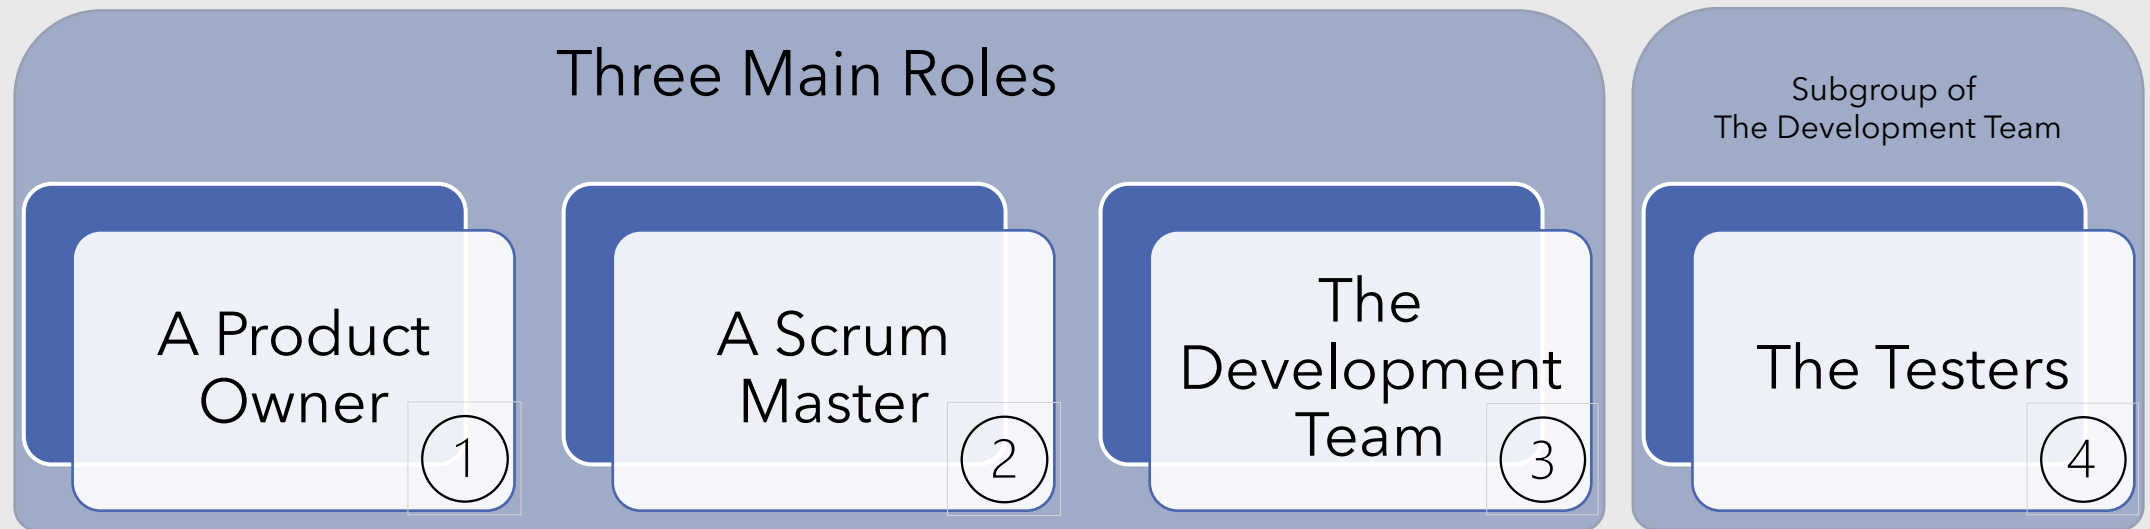 Three Main Roles
A Product
Owner
1
A Scrum
Master
2
The
Development
Team
3
Subgroup of
The Development Team
The Testers
4